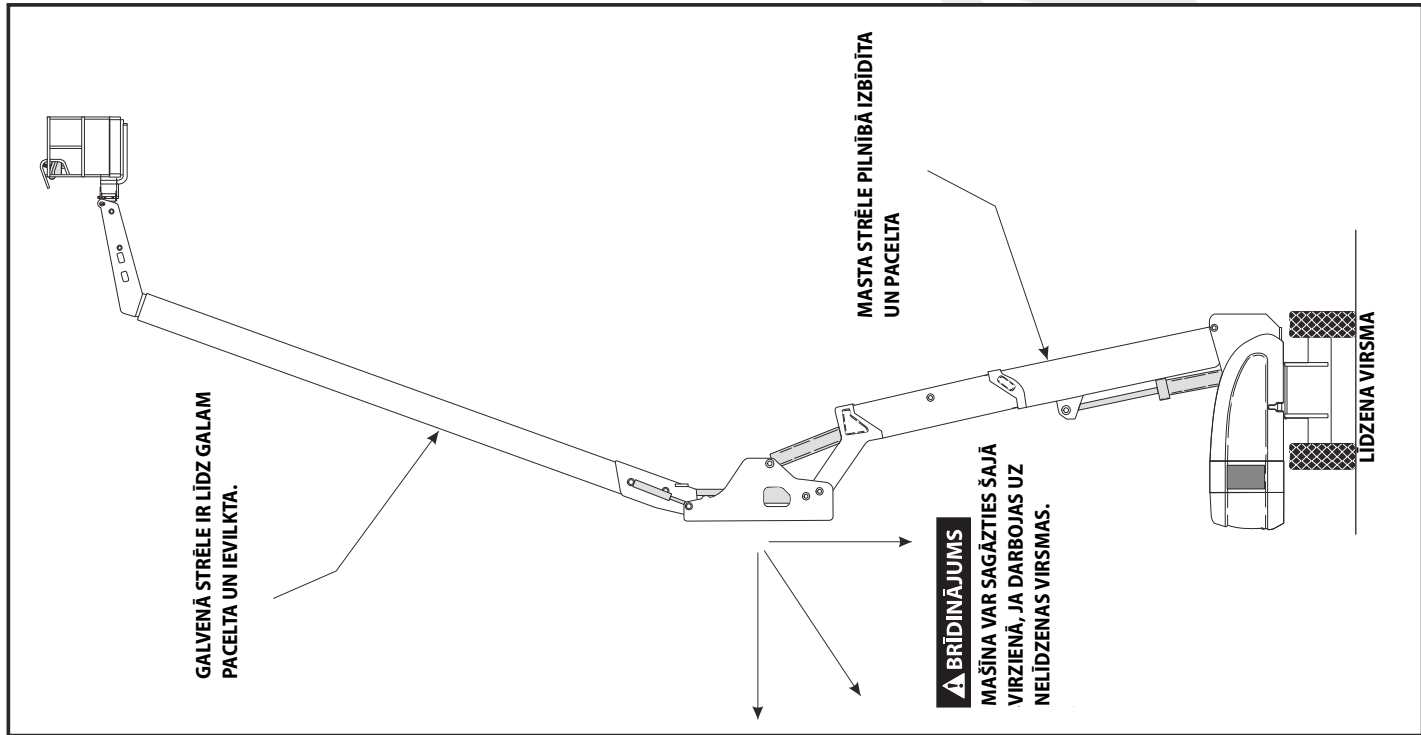 GALVENĀ STRĒLE IR LĪDZ GALAM
PACELTA UN IEVILKTA.
MASTA STRĒLE PILNĪBĀ IZBĪDĪTA
UN PACELTA
BRĪDINĀJUMS
MAŠĪNA VAR SAGĀZTIES ŠAJĀ
VIRZIENĀ, JA DARBOJAS UZ
NELĪDZENAS VIRSMAS.
LĪDZENA VIRSMA